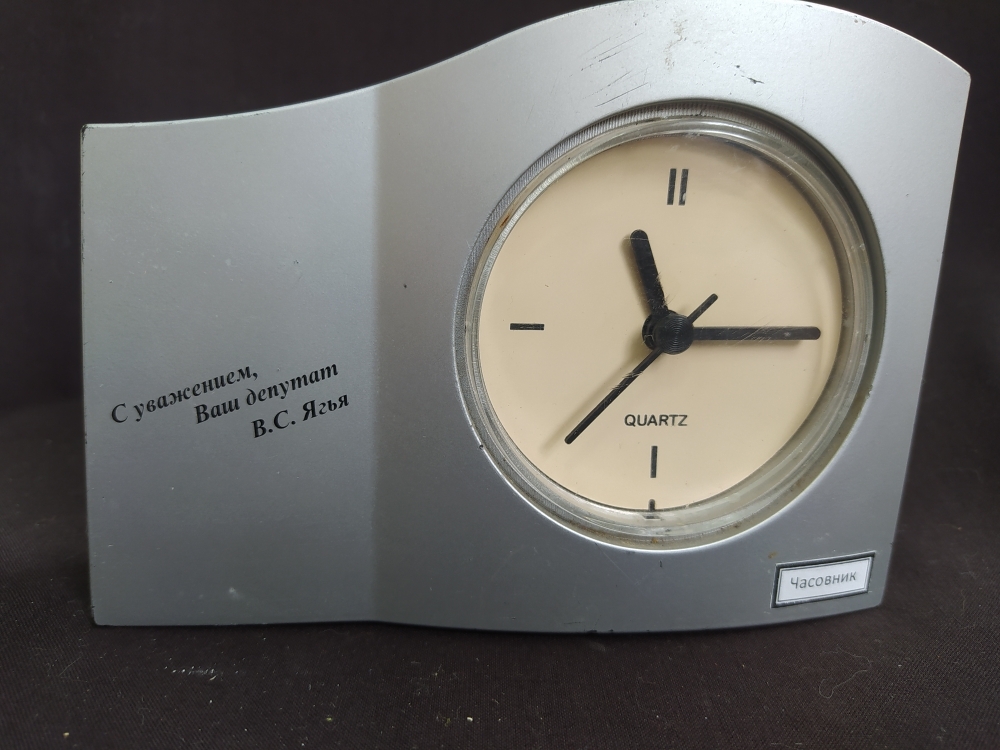 С уважением,
Ваш депутат
В.С. Ягья
QUARTZ
Часовник